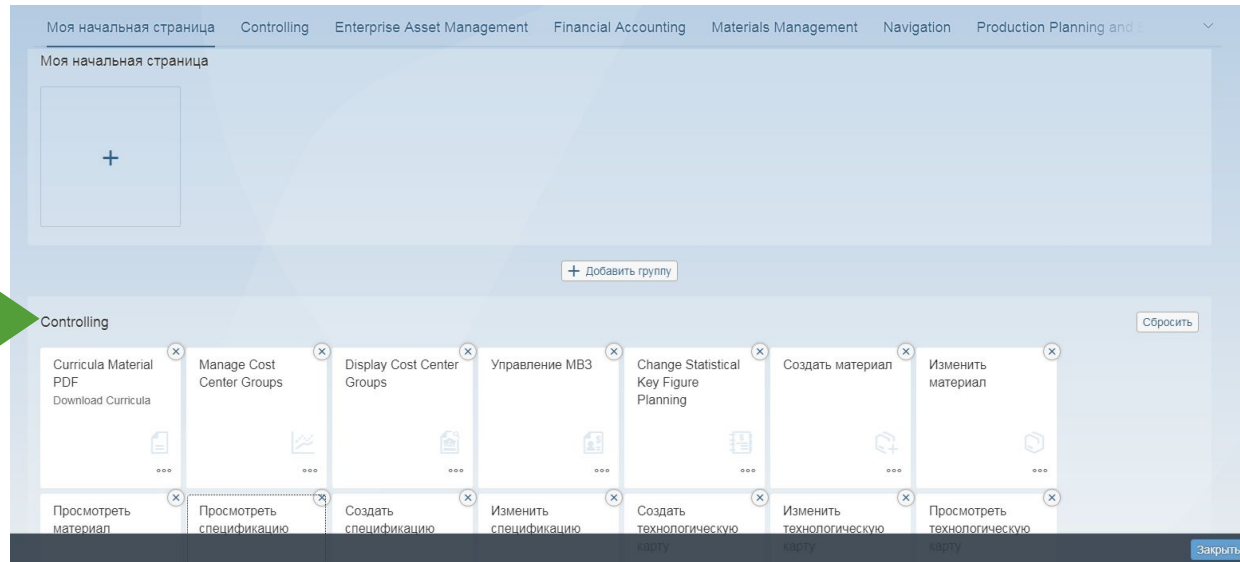 Моя начальная страница Controlling Enterprise Asset Management Financial Accounting Materials Management Navigation Production Planning and
Моя начальная страница
+
+ Добавить группу
Controlling Сбросить
Curricula Material Manage Cost Display Cost Center Управление МВЗ Change Statistical Создать материал Изменить
PDF Center Groups Groups Key Figure материал
Download Curricula Planning
Просмотреть Просмотреть Создать Изменить Создать Изменить Просмотреть
материал спецификацию спецификацию спецификацию технологическую технологическую технологическую
карту карту карту
Закрыть